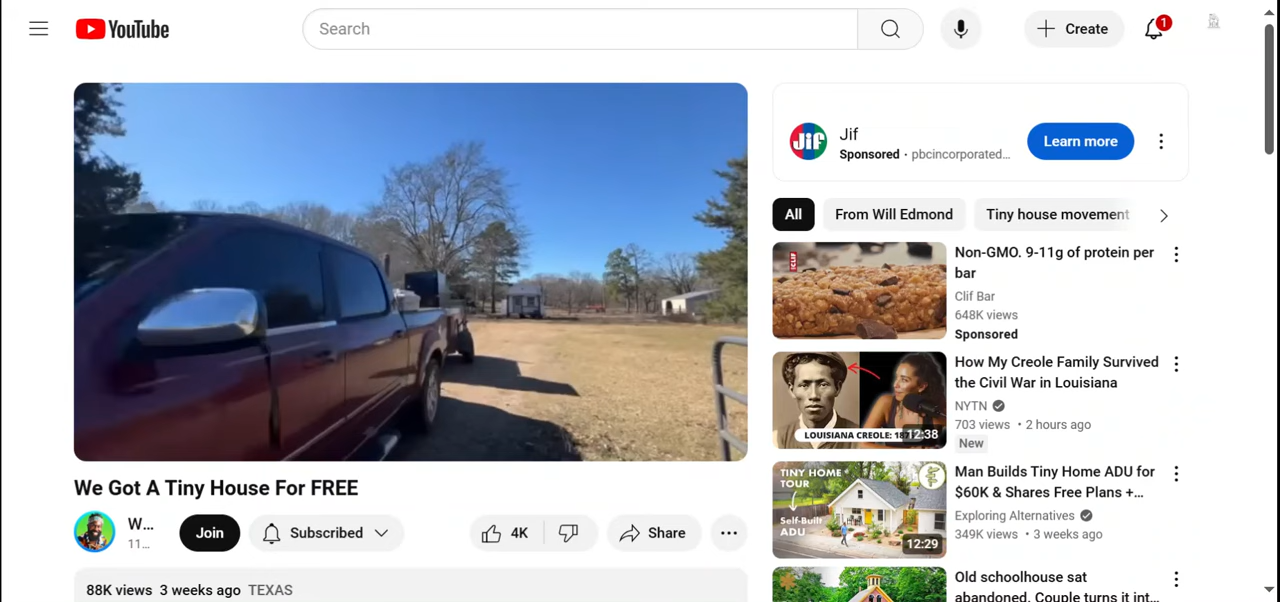 YouTube
Search
Create
1
Jif
Jif
Sponsored • pbcincorporated...
Learn more
All
From Will Edmond
Tiny house movement
CLIF
Non-GMO. 9-11g of protein per
bar
Clif Bar
648K views
Sponsored
LOUISIANA CREOLE: 18
12:38
How My Creole Family Survived
the Civil War in Louisiana
NYTN
703 views • 2 hours ago
New
TINY HOME
TOUR
Self-Built
ADU
12:29
Man Builds Tiny Home ADU for
$60K & Shares Free Plans +...
Exploring Alternatives
349K views • 3 weeks ago
Old schoolhouse sat
abandoned. Couple turns it int...
We Got A Tiny House For FREE
W...
11...
Join
Subscribed
4K
Share
88K views 3 weeks ago TEXAS